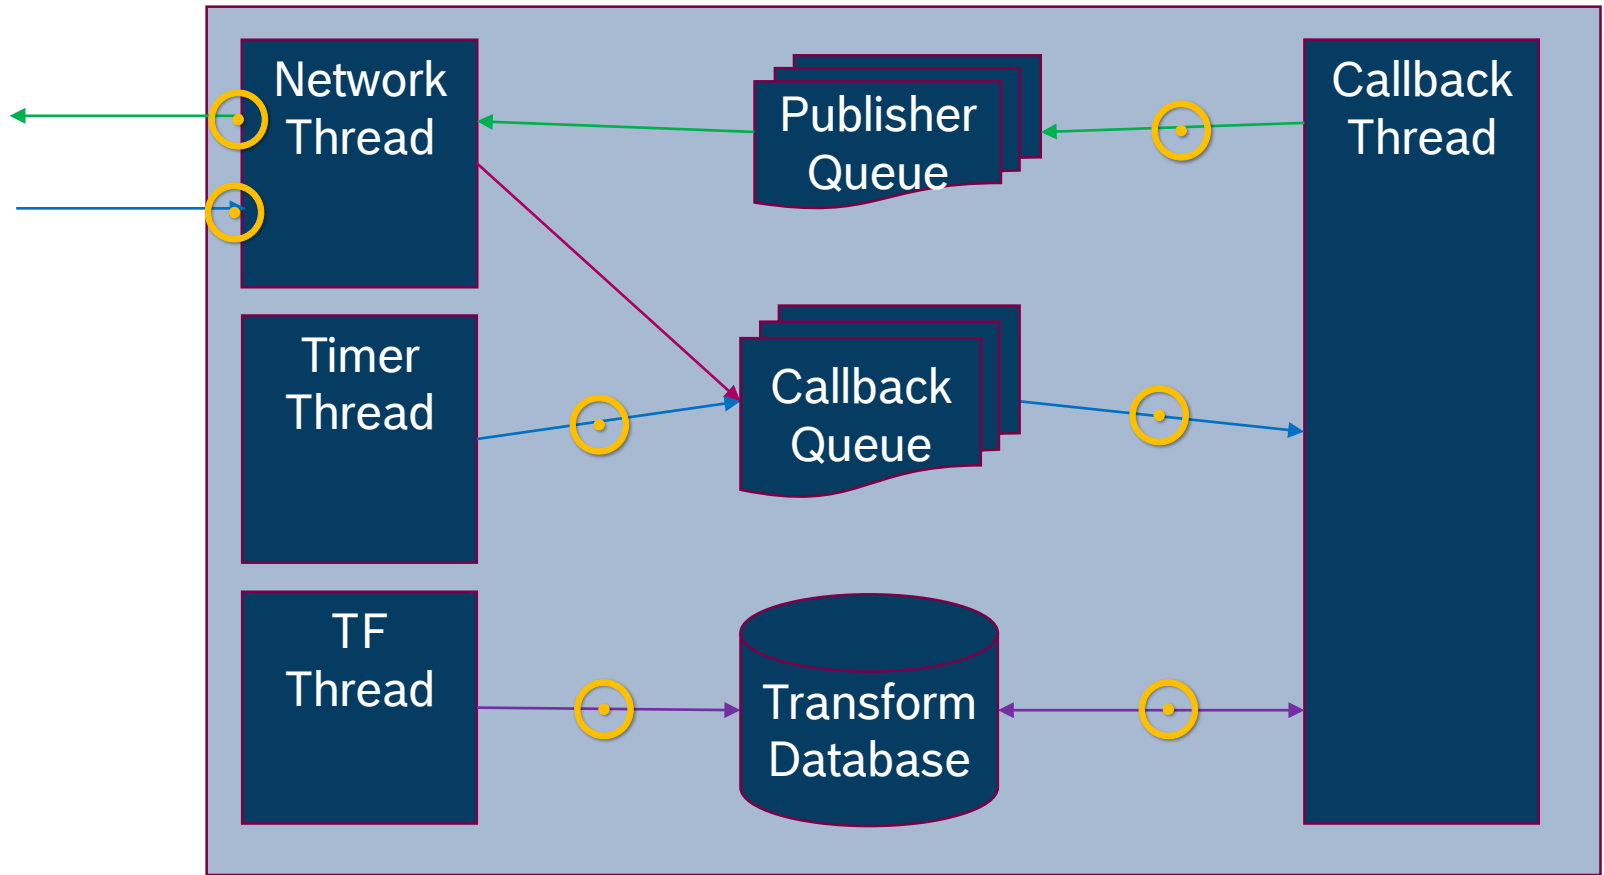 Network
Thread
Publisher
Queue
Callback
Thread
Timer
Thread
Callback
Queue
TF
Thread
Transform
Database